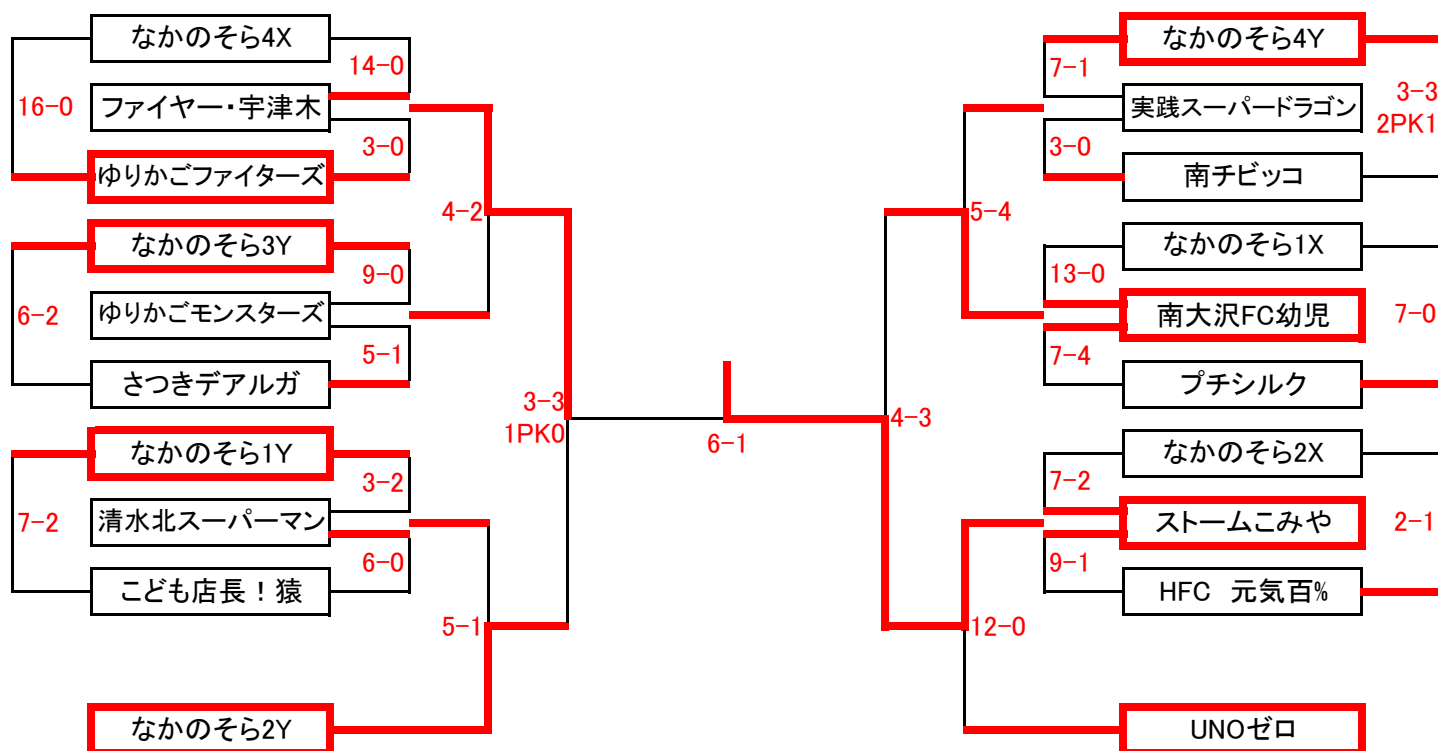 なかのそら4X
14-0
16-0
ファイヤー・宇津木
3-0
ゆりかごファイターズ
4-2
なかのそら3Y
9-0
6-2
ゆりかごモンスターズ
5-1
さつきデアルガ
3-3
1PK0
なかのそら1Y
3-2
7-2
清水北スーパーマン
6-0
こども店長！猿
5-1
なかのそら2Y
6-1
なかのそら4Y
7-1
3-3
2PK1
実践スーパードラゴン
3-0
南チビッコ
5-4
なかのそら1X
13-0
南大沢FC幼児
7-0
7-4
プチシルク
4-3
なかのそら2X
7-2
ストームこみや
2-1
9-1
HFC　元気百%
12-0
UNOゼロ